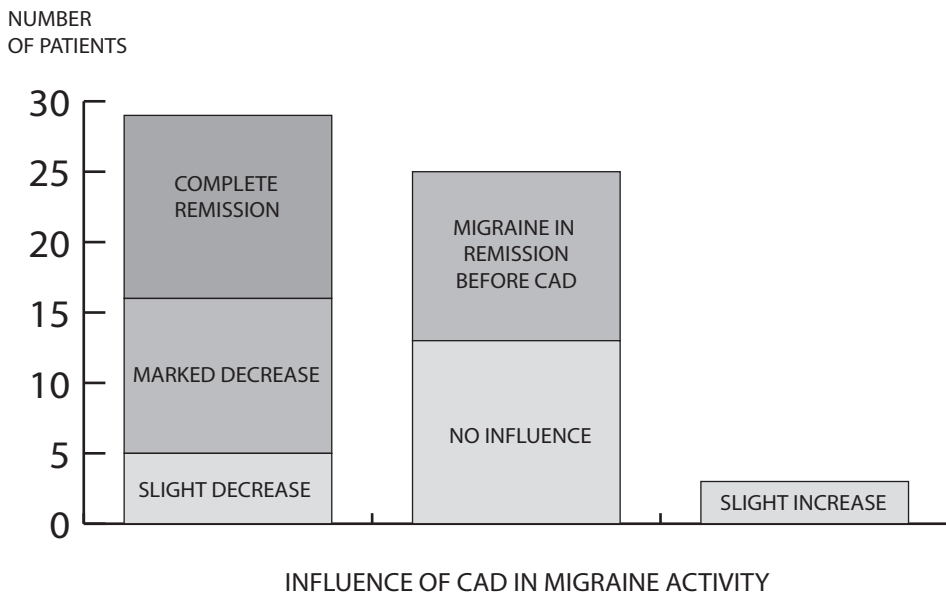 NUMBER
OF PATIENTS
30
25
20
15
10
5
0
COMPLETE
REMISSION
MARKED DECREASE
SLIGHT DECREASE
MIGRAINE IN
REMISSION
BEFORE CAD
NO INFLUENCE
SLIGHT INCREASE
INFLUENCE OF CAD IN MIGRAINE ACTIVITY